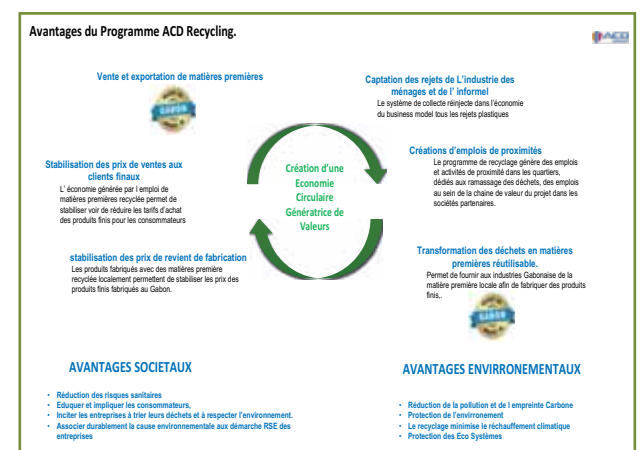 Avantages du Programme ACD Recycling.
ACD
Vente et exportation de matières premières
GABON
Captation des rejets de L'industrie des
ménages et de l' informel
Le système de collecte réinjecte dans l'économie
du business model tous les rejets plastiques
Créations d'emplois de proximités
Le programme de recyclage génère des emplois
et activités de proximité dans les quartiers,
dédiés aux ramassage des déchets, des emplois
au sein de la chaine de valeur du projet dans les
sociétés partenaires.
Stabilisation des prix de ventes aux
clients finaux
L' économie générée par l emploi de
matières premières recyclée permet de
stabiliser voir de réduire les tarifs d'achat
des produits finis pour les consommateurs
Création d'une
Economie
Circulaire
Génératrice de
Valeurs
stabilisation des prix de revient de fabrication
Les produits fabriqués avec des matières première
recyclée localement permettent de stabiliser les prix des
produits finis fabriqués au Gabon.
Transformation des déchets en matières
premières réutilisable.
Permet de fournir aux industries Gabonaise de la
matière première locale afin de fabriquer des produits
finis,.
GABON
AVANTAGES SOCIETAUX
• Réduction des risques sanitaires
• Eduquer et impliquer les consommateurs,
• Inciter les entreprises à trier leurs déchets et à respecter l'environnement.
• Associer durablement la cause environnementale aux démarche RSE des
entreprises
AVANTAGES ENVIRRONEMENTAUX
• Réduction de la pollution et de l empreinte Carbone
• Protection de l'envirronement
• Le recyclage minimise le réchauffement climatique
• Protection des Eco Systèmes